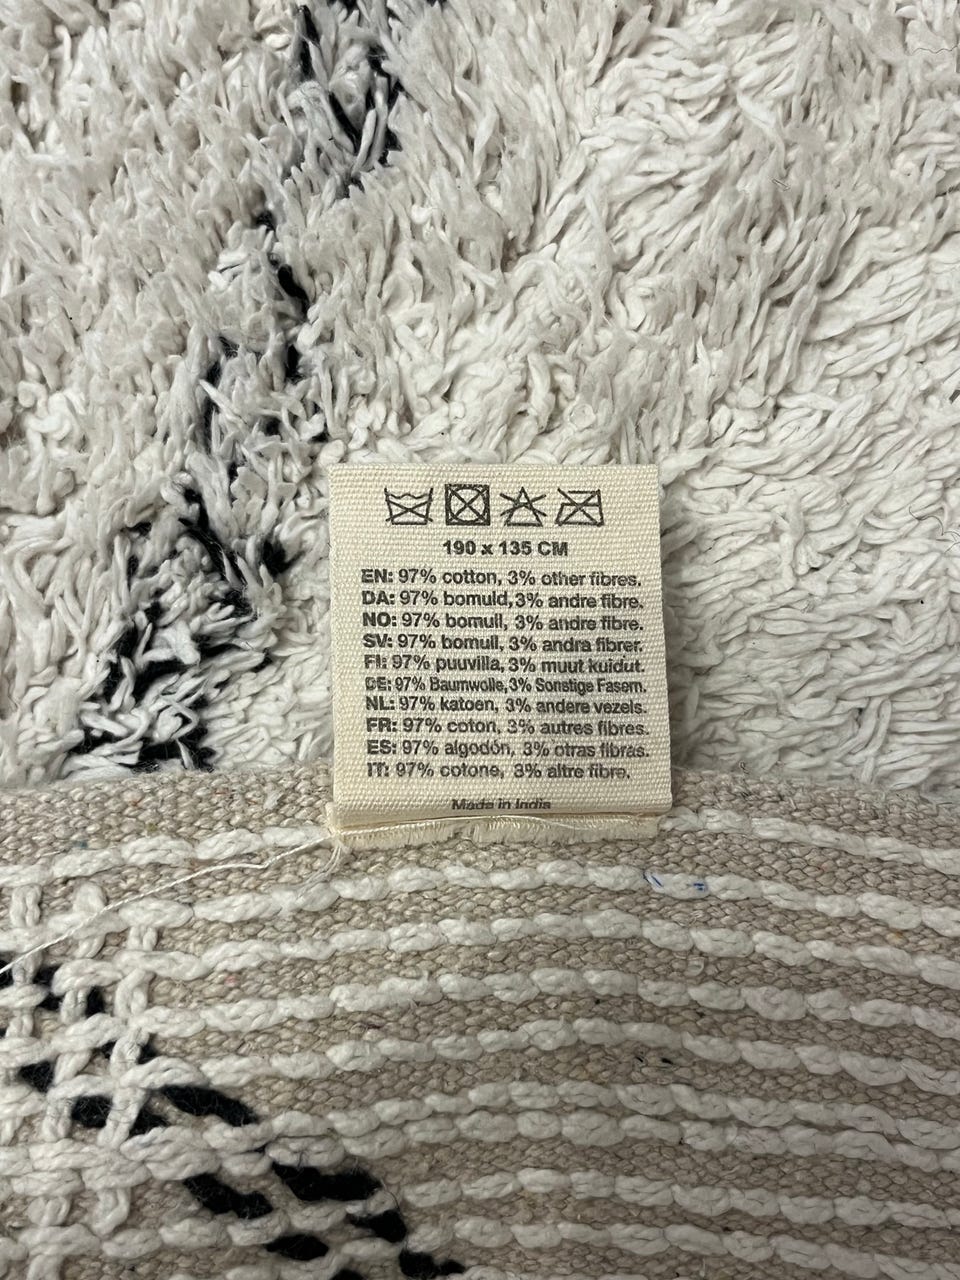 190 x 135 CM
EN: 97% cotton, 3% other fibres.
DA: 97% bomuld, 3% andre fibre.
NO: 97% bomull, 3% andre fibre.
SV: 97% bomull, 3% andra fibrer.
FI: 97% puuvilla, 3% muut kuidut.
DE: 97% Baumwolle, 3% Sonstige Fasern.
NL: 97% katoen, 3% andere vezels.
FR: 97% coton, 3% autres fibres.
ES: 97% algodón, 3% otras fibras.
IT: 97% cotone, 3% altre fibre.
Made in India